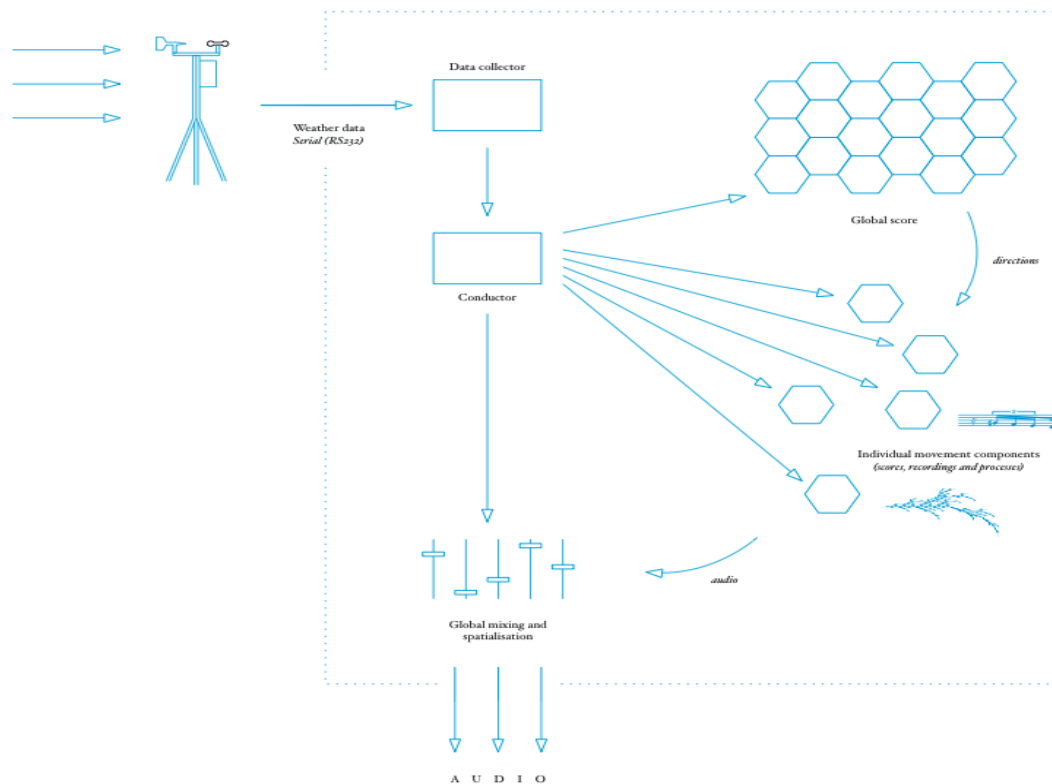 Data collector
Weather data
Serial (RS232)
Global score
directions
Conductor
Individual movement components
(scores, recordings and processes)
audio
Global mixing and
spatialisation
A U D I O